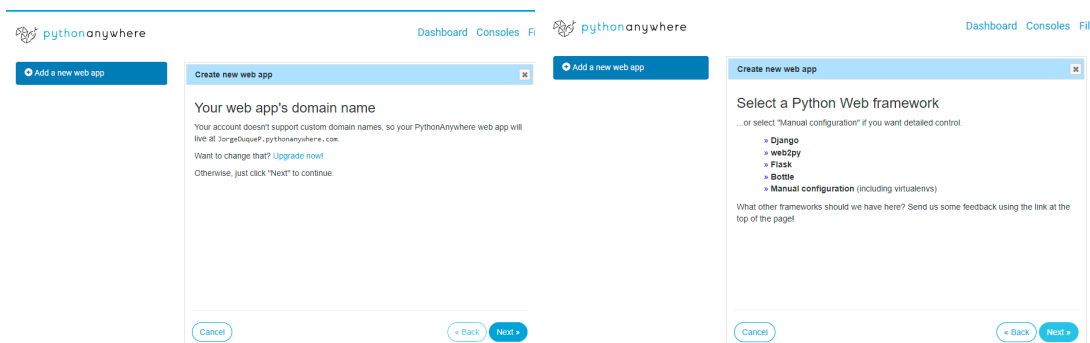 pythonanywhere
Dashboard Consoles Fi
Add a new web app
Create new web app
Your web app's domain name
Your account doesn't support custom domain names, so your PythonAnywhere web app will
live at JorgeDuqueP.pythonanywhere.com.
Want to change that? Upgrade now!
Otherwise, just click "Next" to continue.
Cancel
« Back
Next »
pythonanywhere
Dashboard Consoles Fil
Add a new web app
Create new web app
Select a Python Web framework
...or select "Manual configuration" if you want detailed control.
» Django
» web2py
» Flask
» Bottle
» Manual configuration (including virtualenvs)
What other frameworks should we have here? Send us some feedback using the link at the
top of the page!
Cancel
« Back
Next »